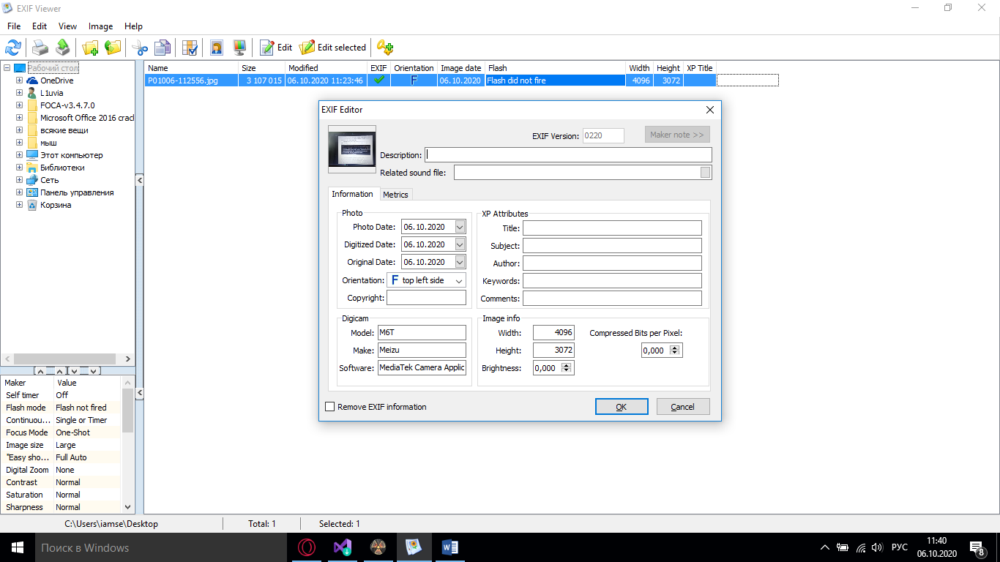 EXIF Viewer
File Edit View Image Help
Edit Edit selected
Рабочий стол
OneDrive
L1uvia
FOCA-v3.4.7.0
Microsoft Office 2016 crack
всякие вещи
мыш
Этот компьютер
Библиотеки
Сеть
Панель управления
Корзина
Name Size Modified EXIF Orientation Image date Flash Width Height XP Title
P01006-112556.jpg 3 107 015 06.10.2020 11:23:46 F 06.10.2020 Flash did not fire 4096 3072
EXIF Editor
EXIF Version: 0220 Maker note >>
Description:
Related sound file:
Information Metrics
Photo
Photo Date: 06.10.2020
Digitized Date: 06.10.2020
Original Date: 06.10.2020
Orientation: F top left side
Copyright:
XP Attributes
Title:
Subject:
Author:
Keywords:
Comments:
Digicam
Model: M6T
Make: Meizu
Software: MediaTek Camera Applic
Image info
Width: 4096 Compressed Bits per Pixel:
Height: 3072 0,000
Brightness: 0,000
Remove EXIF information OK Cancel
Maker Value
Self timer Off
Flash mode Flash not fired
Continuou... Single or Timer
Focus Mode One-Shot
Image size Large
"Easy sho... Full Auto
Digital Zoom None
Contrast Normal
Saturation Normal
Sharpness Normal
C:\Users\iamse\Desktop Total: 1 Selected: 1
Поиск в Windows
РУС 11:40
06.10.2020
8